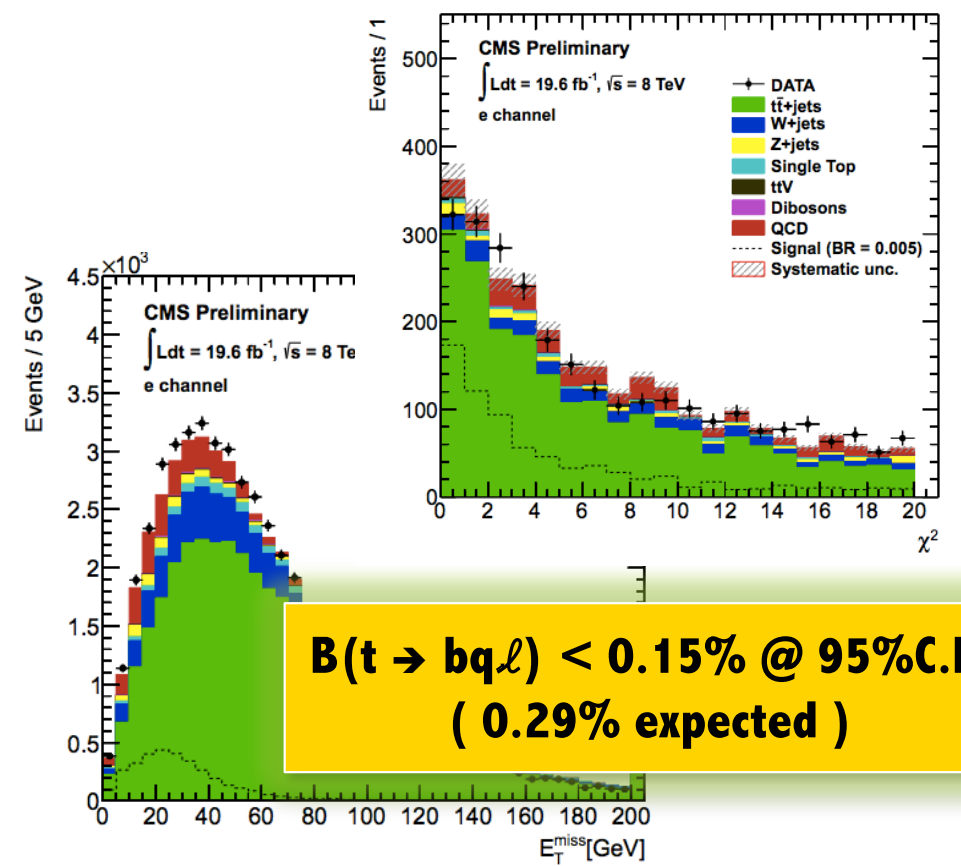 Events / 1
CMS Preliminary
∫Ldt = 19.6 fb⁻¹, √s = 8 TeV
e channel
DATA
tt̄+jets
W+jets
Z+jets
Single Top
ttV
Dibosons
QCD
Signal (BR = 0.005)
Systematic unc.
500
400
300
200
100
0
0 2 4 6 8 10 12 14 16 18 20
χ²
Events / 5 GeV
×10³
CMS Preliminary
∫Ldt = 19.6 fb⁻¹, √s = 8 Te
e channel
4.5
4
3.5
3
2.5
2
1.5
1
0.5
0
0 20 40 60 80 100 120 140 160 180 200
E_T^miss[GeV]
B(t → bqℓ) < 0.15% @ 95%C.
( 0.29% expected )